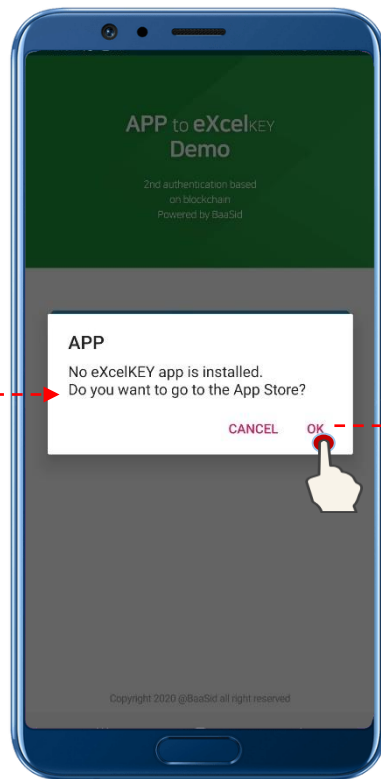 APP to eXcelKEY
Demo
2nd authentication based
on blockchain
Powered by BaaSid
APP
No eXcelKEY app is installed.
Do you want to go to the App Store?
CANCEL OK
Copyright 2020 @BaaSid all right reserved